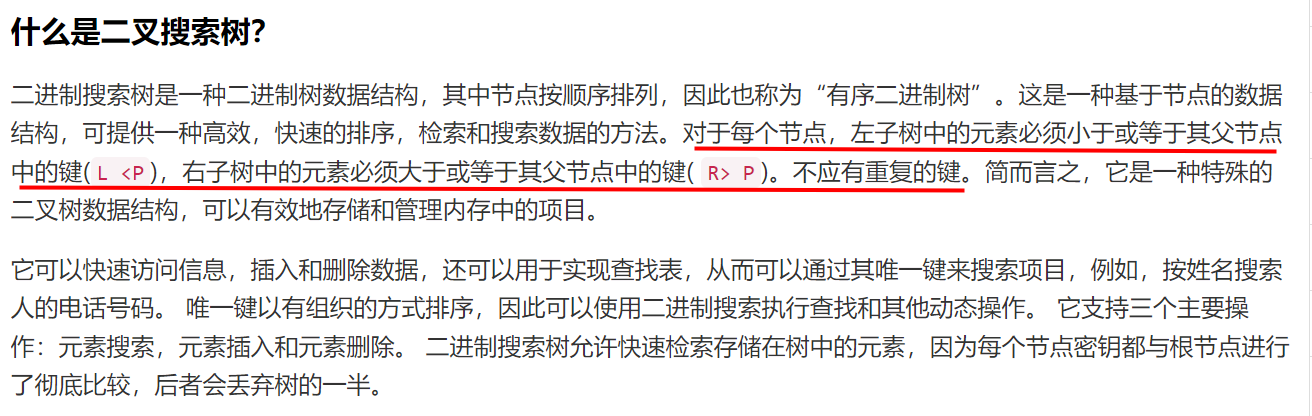 什么是二叉搜索树？
二进制搜索树是一种二进制树数据结构，其中节点按顺序排列，因此也称为“有序二进制树”。这是一种基于节点的数据
结构，可提供一种高效，快速的排序，检索和搜索数据的方法。对于每个节点，左子树中的元素必须小于或等于其父节点
中的键( L <P )，右子树中的元素必须大于或等于其父节点中的键( R> P )。不应有重复的键。简而言之，它是一种特殊的
二叉树数据结构，可以有效地存储和管理内存中的项目。
它可以快速访问信息，插入和删除数据，还可以用于实现查找表，从而可以通过其唯一键来搜索项目，例如，按姓名搜索
人的电话号码。 唯一键以有组织的方式排序，因此可以使用二进制搜索执行查找和其他动态操作。 它支持三个主要操
作：元素搜索，元素插入和元素删除。 二进制搜索树允许快速检索存储在树中的元素，因为每个节点密钥都与根节点进行
了彻底比较，后者会丢弃树的一半。